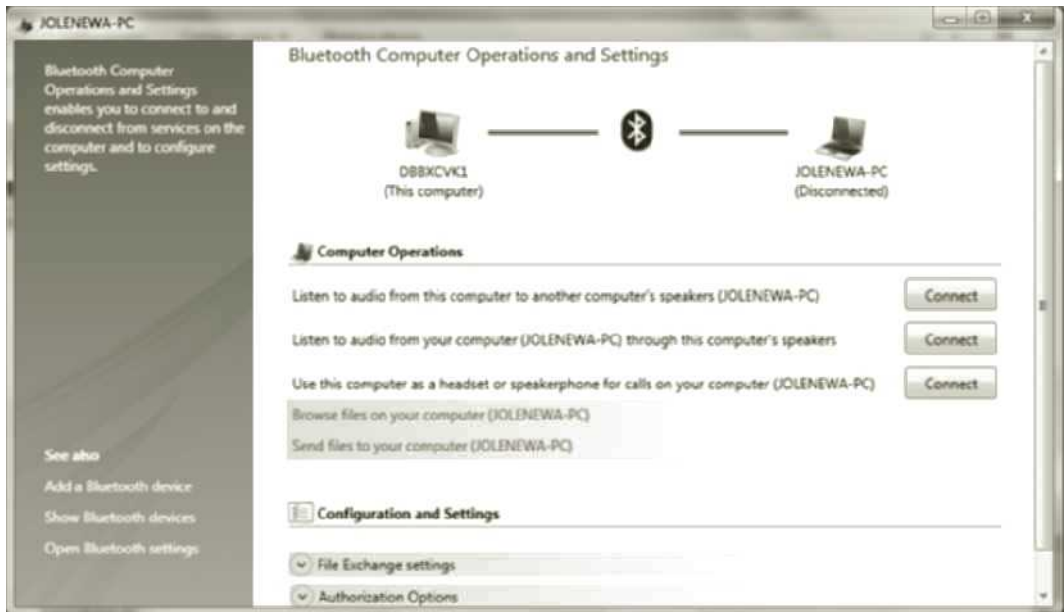 JOLENEWA-PC
Bluetooth Computer
Operations and Settings
enables you to connect to and
disconnect from services on the
computer and to configure
settings.
See also
Add a Bluetooth device
Show Bluetooth devices
Open Bluetooth settings
Bluetooth Computer Operations and Settings
DBBXCVK1
(This computer)
JOLENEWA-PC
(Disconnected)
Computer Operations
Listen to audio from this computer to another computer's speakers (JOLENEWA-PC)
Connect
Listen to audio from your computer (JOLENEWA-PC) through this computer's speakers
Connect
Use this computer as a headset or speakerphone for calls on your computer (JOLENEWA-PC)
Connect
Browse files on your computer (JOLENEWA-PC)
Send files to your computer (JOLENEWA-PC)
Configuration and Settings
File Exchange settings
Authorization Options